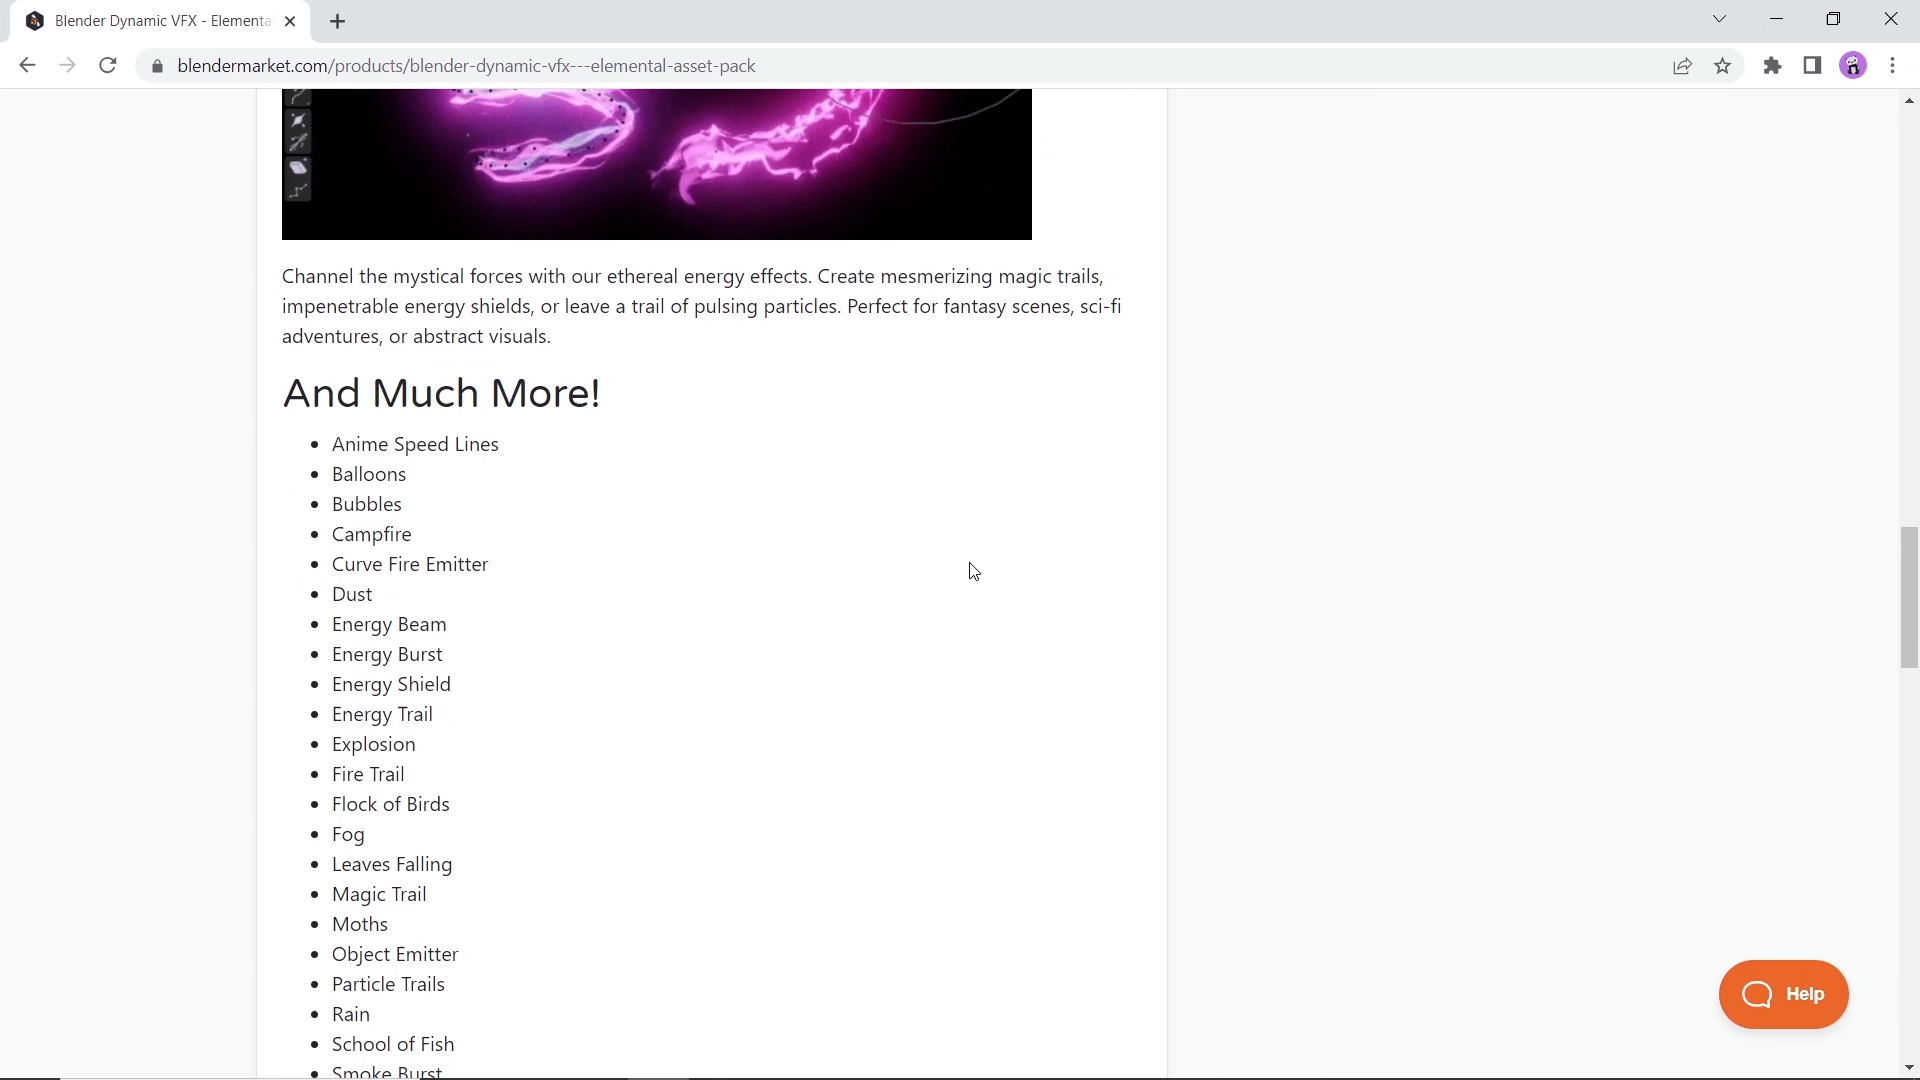 Blender Dynamic VFX - Elementa
blendermarket.com/products/blender-dynamic-vfx---elemental-asset-pack
Channel the mystical forces with our ethereal energy effects. Create mesmerizing magic trails,
impenetrable energy shields, or leave a trail of pulsing particles. Perfect for fantasy scenes, sci-fi
adventures, or abstract visuals.
And Much More!
• Anime Speed Lines
• Balloons
• Bubbles
• Campfire
• Curve Fire Emitter
• Dust
• Energy Beam
• Energy Burst
• Energy Shield
• Energy Trail
• Explosion
• Fire Trail
• Flock of Birds
• Fog
• Leaves Falling
• Magic Trail
• Moths
• Object Emitter
• Particle Trails
• Rain
• School of Fish
• Smoke Burst
Help